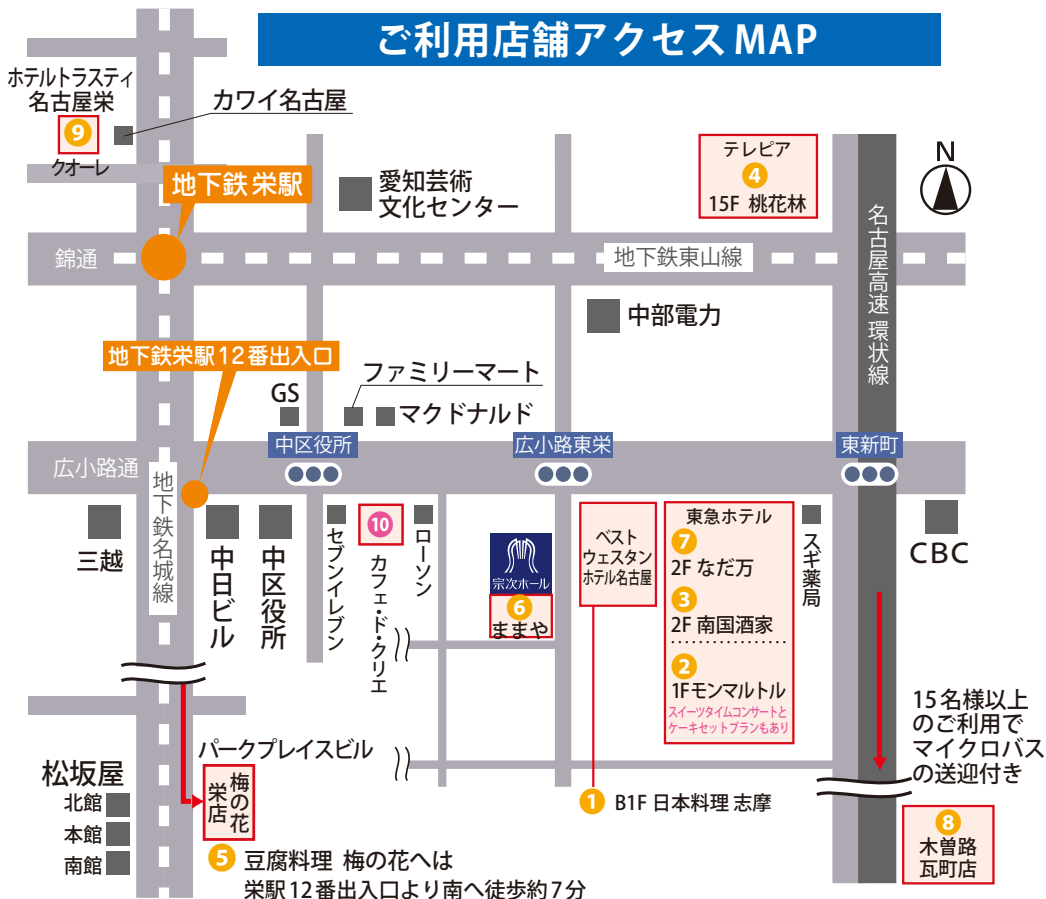 ご利用店舗アクセスMAP
ホテルトラスティ
名古屋栄
9
クオーレ
カワイ名古屋
地下鉄 栄駅
愛知芸術
文化センター
テレピア
4
15F 桃花林
N
名古屋高速 環状線
錦通
地下鉄東山線
中部電力
地下鉄栄駅12番出入口
ファミリーマート
GS
マクドナルド
中区役所
広小路東栄
東新町
広小路通
地下鉄名城線
三越
中日ビル
中区役所
セブンイレブン
10
カフェ・ド・クリエ
ローソン
宗次ホール
6
ままや
ベスト
ウェスタン
ホテル名古屋
東急ホテル
7
2F なだ万
3
2F 南国酒家
2
1Fモンマルトル
スイーツタイムコンサートと
ケーキセットプランもあり
スギ薬局
CBC
15名様以上
のご利用で
マイクロバス
の送迎付き
パークプレイスビル
松坂屋
北館
本館
南館
梅の花
栄店
1 B1F 日本料理 志摩
8
木曽路
瓦町店
5 豆腐料理 梅の花へは
栄駅12番出入口より南へ徒歩約7分